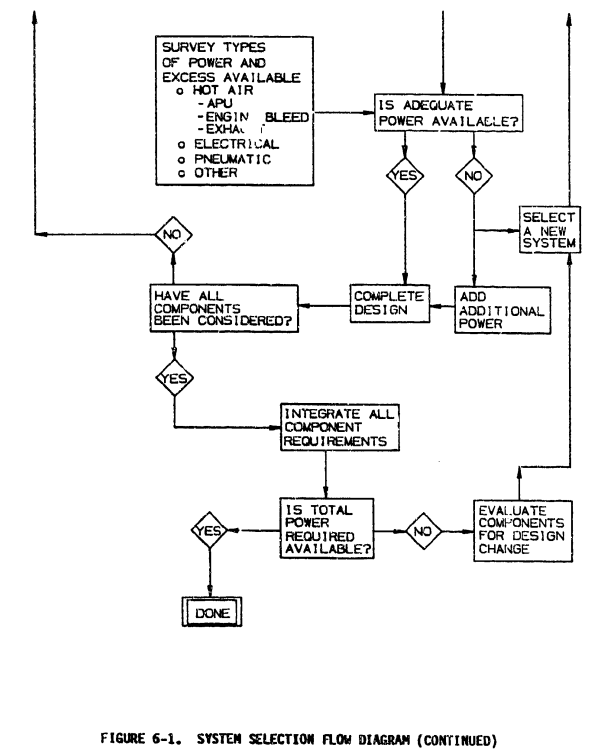 SURVEY TYPES
OF POWER AND
EXCESS AVAILABLE
o HOT AIR
-APU
BLEED
o ELECTRICAL
o PNEUMATIC
o OTHER
IS ADEQUATE
POWER AVAILABLE?
YES
NO
SELECT
A NEW
SYSTEM
NO
HAVE ALL
COMPONENTS
BEEN CONSIDERED?
COMPLETE
DESIGN
ADD
ADDITIONAL
POWER
YES
INTEGRATE ALL
COMPONENT
REQUIREMENTS
YES
IS TOTAL
POWER
REQUIRED
AVAILABLE?
NO
EVALUATE
COMPONENTS
FOR DESIGN
CHANGE
DONE
FIGURE 6-1. SYSTEM SELECTION FLOW DIAGRAM (CONTINUED)